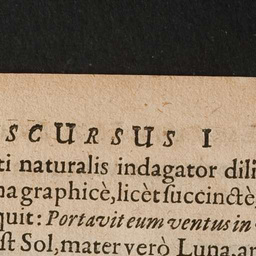 SCURSUS I
ti naturalis indagator dili
na graphicè, licèt ſuccinctè,
quit: Portavit eum ventus in
ſt Sol, mater verò Luna, an